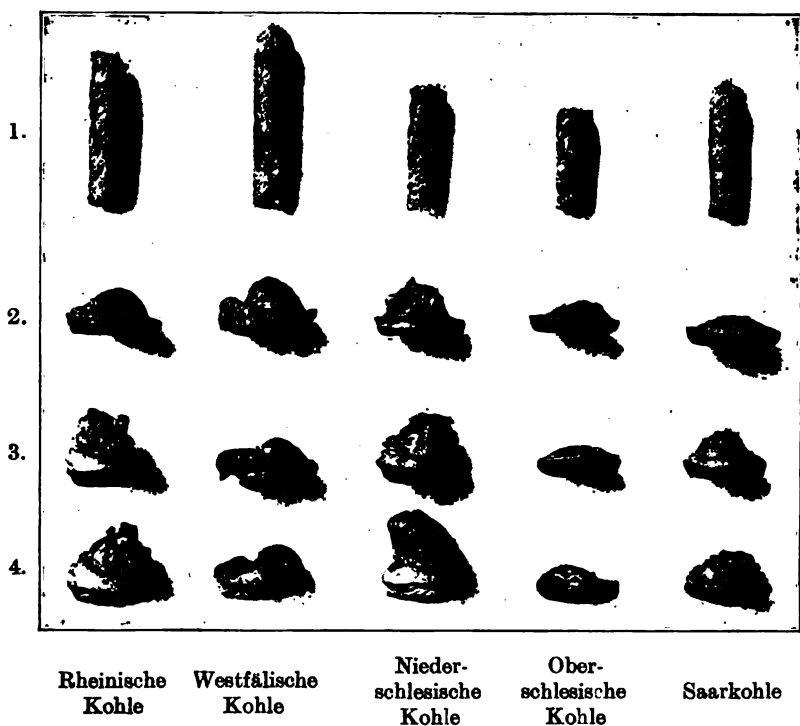 1.
2.
3.
4.
Rheinische
Kohle
Westfälische
Kohle
Nieder-
schlesische
Kohle
Ober-
schlesische
Kohle
Saarkohle